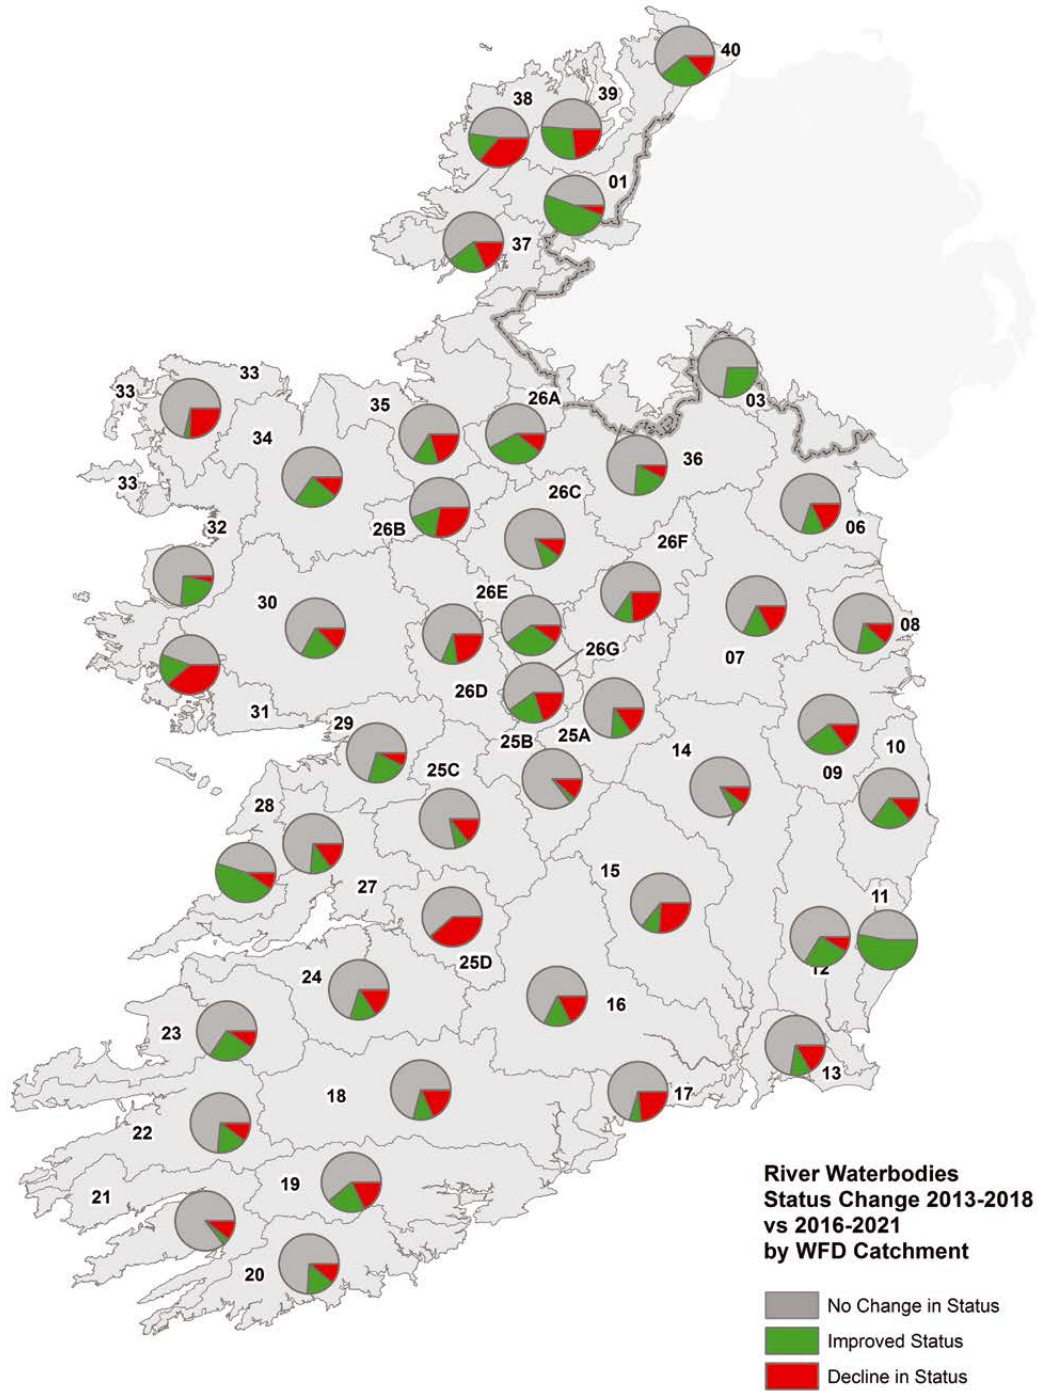 40
38
39
01
37
33
33
35
26A
03
34
36
33
26C
32
26B
06
26F
30
26E
08
26G
07
26D
31
29
25B
25A
14
10
25C
09
28
15
11
27
25D
12
24
16
23
13
18
17
22
19
21
20
River Waterbodies
Status Change 2013-2018
vs 2016-2021
by WFD Catchment
No Change in Status
Improved Status
Decline in Status